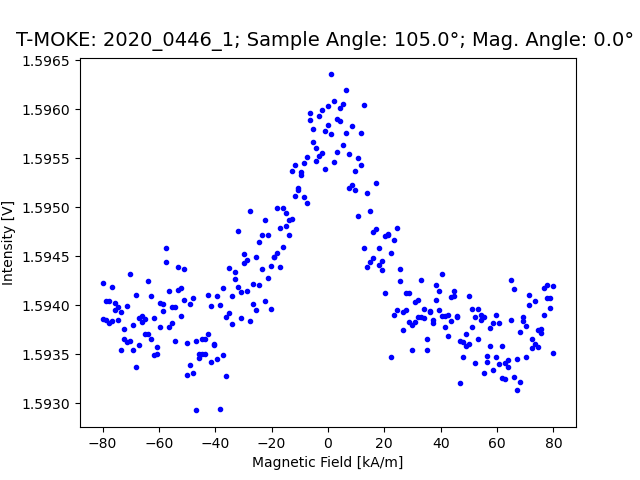 T-MOKE: 2020_0446_1; Sample Angle: 105.0°; Mag. Angle: 0.0°
1.5965
1.5960
1.5955
1.5950
1.5945
1.5940
1.5935
1.5930
Intensity [V]
−80 −60 −40 −20 0 20 40 60 80
Magnetic Field [kA/m]